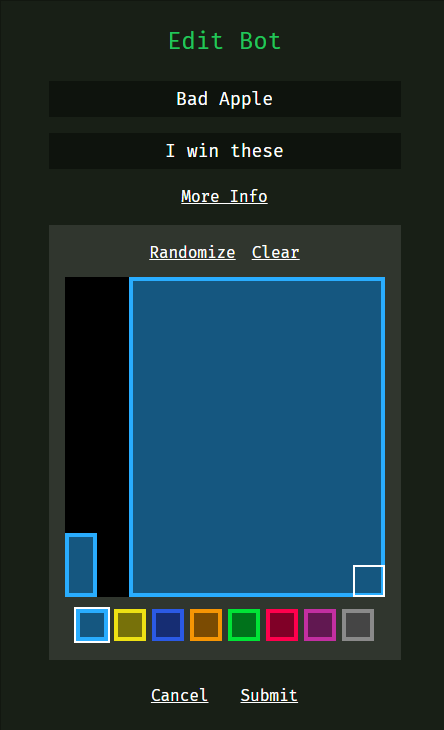 Edit Bot
Bad Apple
I win these
More Info
Randomize Clear
Cancel Submit